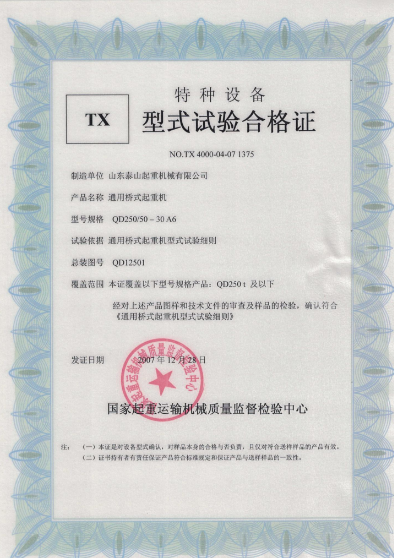 特种设备
TX
型式试验合格证
NO.TX 4000-04-07 1375
制造单位 山东泰山起重机械有限公司
产品名称 通用桥式起重机
型号规格 QD250/50－30 A6
试验依据 通用桥式起重机型式试验细则
总装图号 QD12501
覆盖范围 本证覆盖以下型号规格产品：QD250 t 及以下
经对上述产品图样和技术文件的审查及样品的检验，确认符合
《通用桥式起重机型式试验细则》
发证日期 2007 年 12 月 28 日
国家起重运输机械质量监督检验中心
注： （一）本证是对设备型式确认，对样品本身的合格与否负责，且仅对符合送样样品的产品有效。
（二）证书持有者有责任保证产品符合标准规定和保证产品与送样样品的一致性。